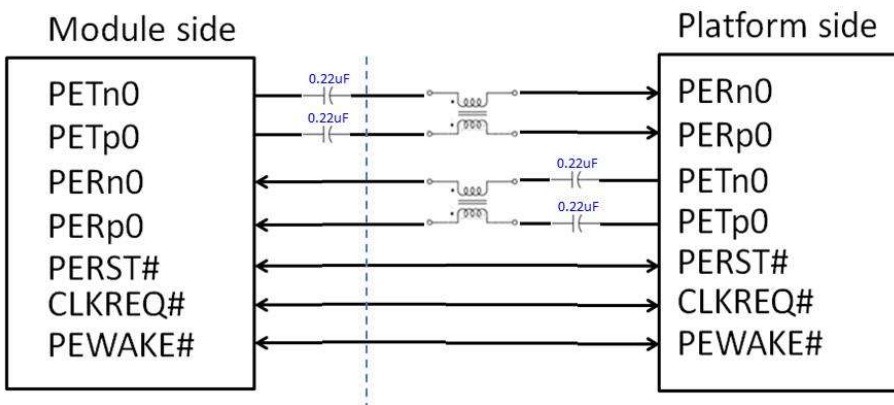 Module side
Platform side
PETn0
0.22uF
PERn0
PETp0
0.22uF
PERp0
PERn0
0.22uF
PETn0
PERp0
0.22uF
PETp0
PERST#
PERST#
CLKREQ#
CLKREQ#
PEWAKE#
PEWAKE#